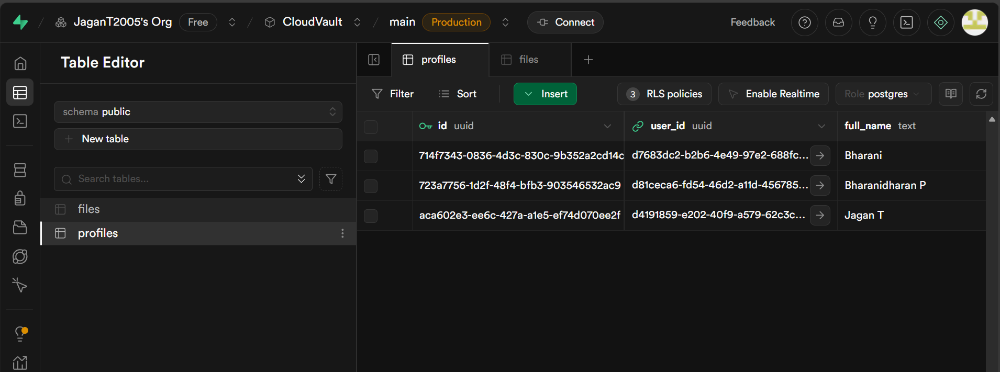 JaganT2005's Org Free CloudVault main Production Connect Feedback
Table Editor
profiles files
Filter Sort Insert 3 RLS policies Enable Realtime Role postgres
schema public
New table
Search tables...
files
profiles
id uuid user_id uuid full_name text
714f7343-0836-4d3c-830c-9b352a2cd14c d7683dc2-b2b6-4e49-97e2-688fc... Bharani
723a7756-1d2f-48f4-bfb3-903546532ac9 d81ceca6-fd54-46d2-a11d-456785... Bharanidharan P
aca602e3-ee6c-427a-a1e5-ef74d070ee2f d4191859-e202-40f9-a579-62c3c... Jagan T